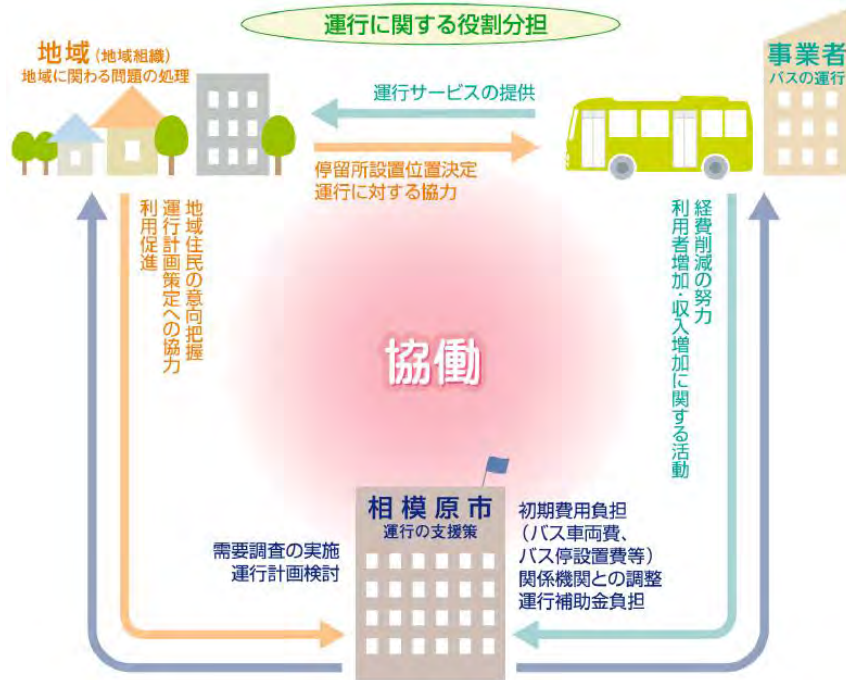 運行に関する役割分担
地域(地域組織)
地域に関わる問題の処理
事業者
バスの運行
運行サービスの提供
停留所設置位置決定
運行に対する協力
地域住民の意向把握
運行計画策定への協力
利用促進
経費削減の努力
利用者増加・収入増加に関する活動
協働
相模原市
運行の支援策
需要調査の実施
運行計画検討
初期費用負担
(バス車両費、
バス停設置費等)
関係機関との調整
運行補助金負担